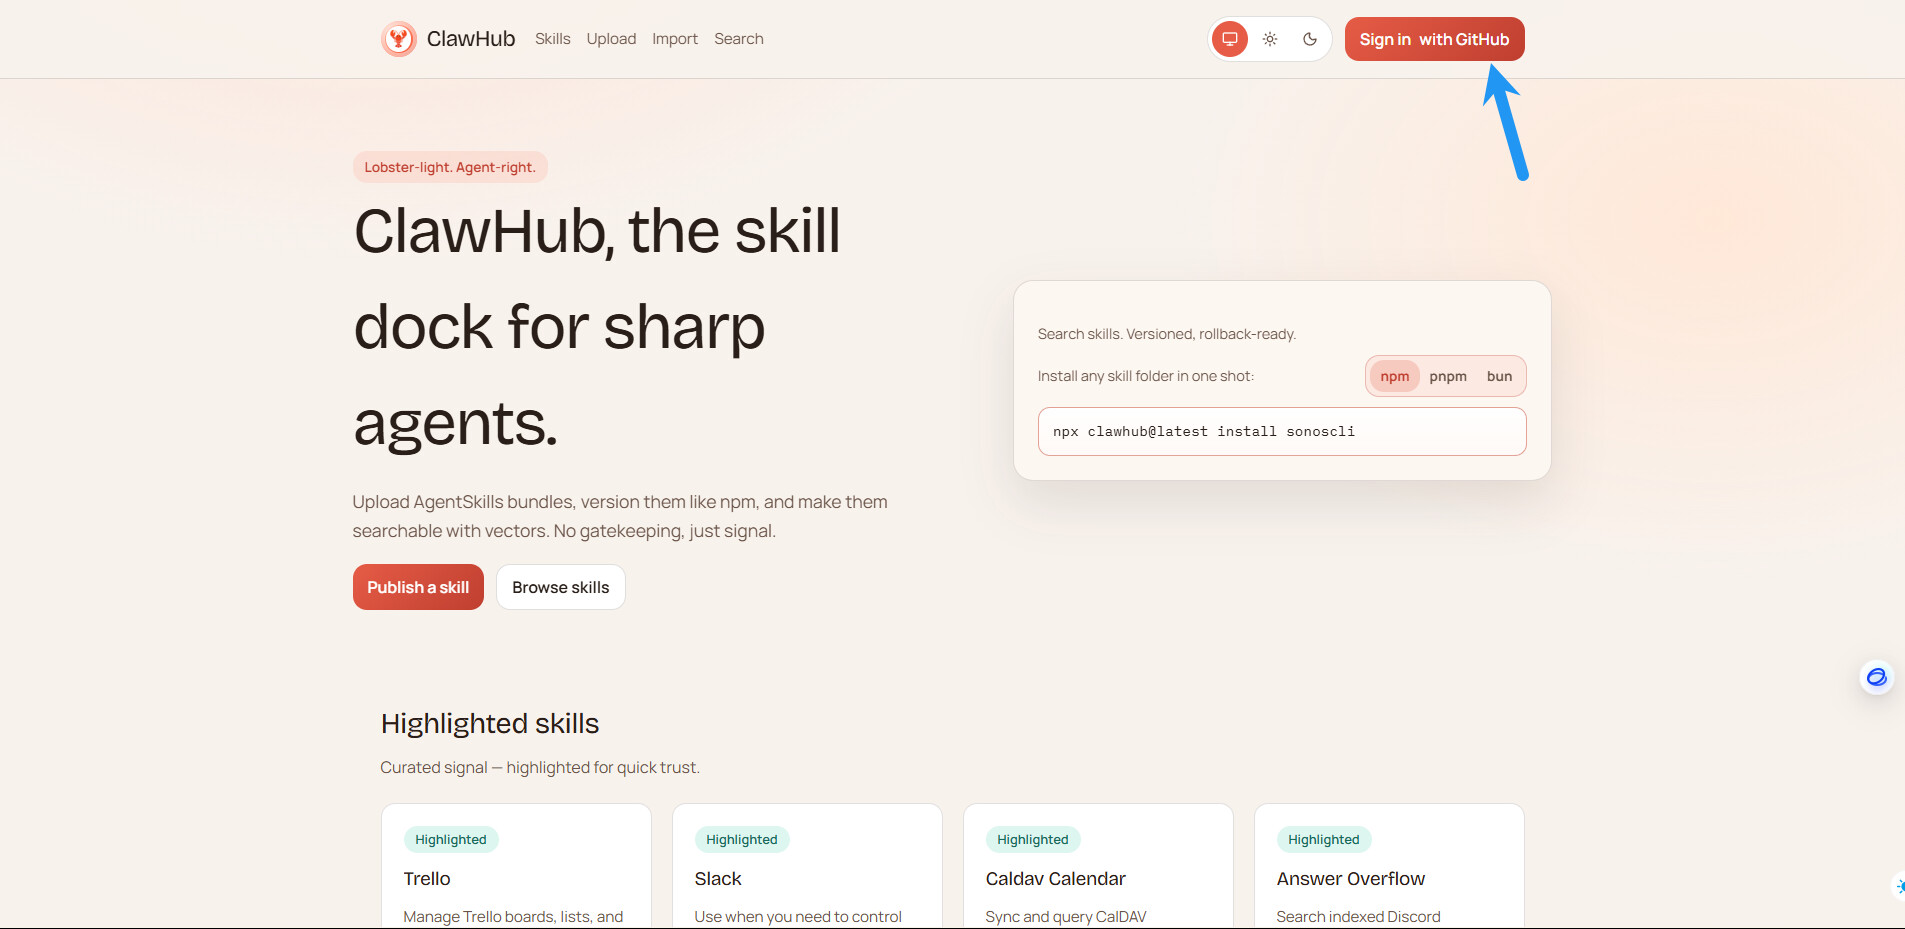 ClawHub
Skills
Upload
Import
Search
Sign in with GitHub
Lobster-light. Agent-right.
ClawHub, the skill
dock for sharp
agents.
Upload AgentSkills bundles, version them like npm, and make them
searchable with vectors. No gatekeeping, just signal.
Publish a skill
Browse skills
Search skills. Versioned, rollback-ready.
Install any skill folder in one shot:
npm
pnpm
bun
npx clawhub@latest install sonoscli
Highlighted skills
Curated signal — highlighted for quick trust.
Highlighted
Trello
Manage Trello boards, lists, and
Highlighted
Slack
Use when you need to control
Highlighted
Caldav Calendar
Sync and query CalDAV
Highlighted
Answer Overflow
Search indexed Discord